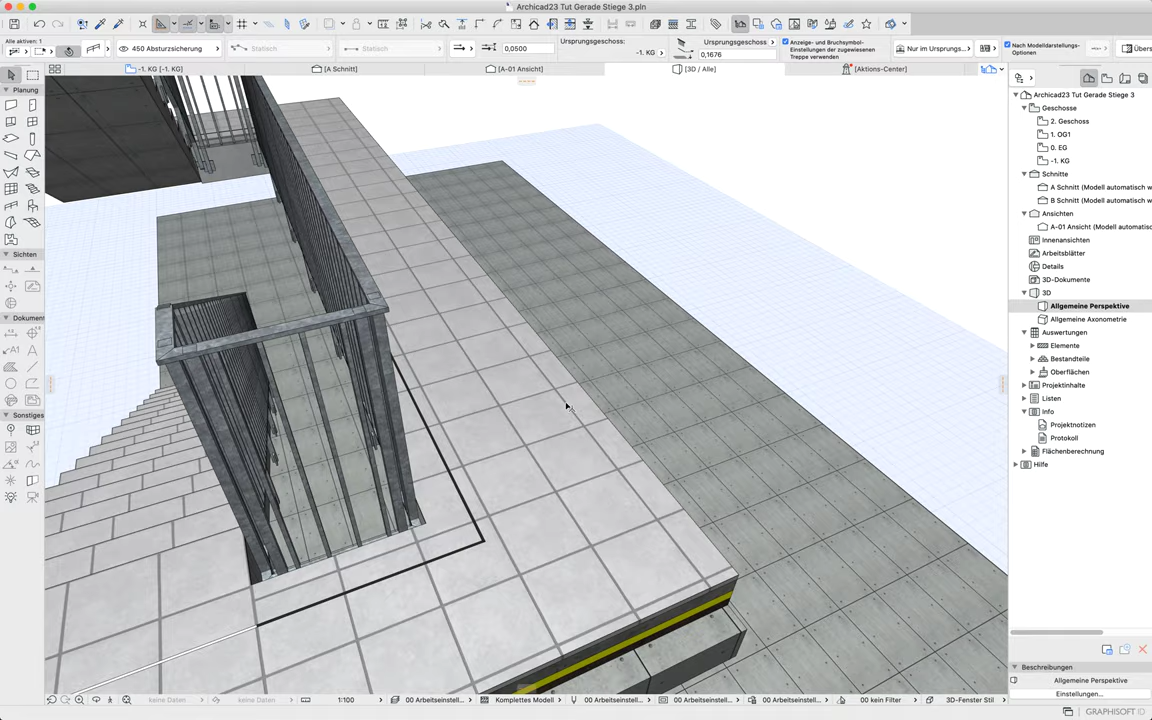 Archicad23 Tut Gerade Stiege 3.pln
Alle aktiven: 1
450 Absturzsicherung
Statisch
Statisch
0,0500
Ursprungsgeschoss:
-1. KG
Ursprungsgeschoss:
0,1676
Anzeige- und Bruchsymbol-
Einstellungen der zugewiesenen
Treppe verwenden
Nur im Ursprungs...
Nach Modelldarstellungs-
Optionen
Übers
-1. KG [-1. KG]
[A Schnitt]
[A-01 Ansicht]
[3D / Alle]
[Aktions-Center]
Planung
Sichten
Dokument
Sonstiges
Archicad23 Tut Gerade Stiege 3
Geschosse
2. Geschoss
1. OG1
0. EG
-1. KG
Schnitte
A Schnitt (Modell automatisch w
B Schnitt (Modell automatisch w
Ansichten
A-01 Ansicht (Modell automatisc
Innenansichten
Arbeitsblätter
Details
3D-Dokumente
3D
Allgemeine Perspektive
Allgemeine Axonometrie
Auswertungen
Elemente
Bestandteile
Oberflächen
Projektinhalte
Listen
Info
Projektnotizen
Protokoll
Flächenberechnung
Hilfe
Beschreibungen
Allgemeine Perspektive
Einstellungen...
keine Daten
keine Daten
1:100
00 Arbeitseinstell...
Komplettes Modell
00 Arbeitseinstell...
00 Arbeitseinstell...
00 Arbeitseinstell...
00 kein Filter
3D-Fenster Stil
GRAPHISOFT ID